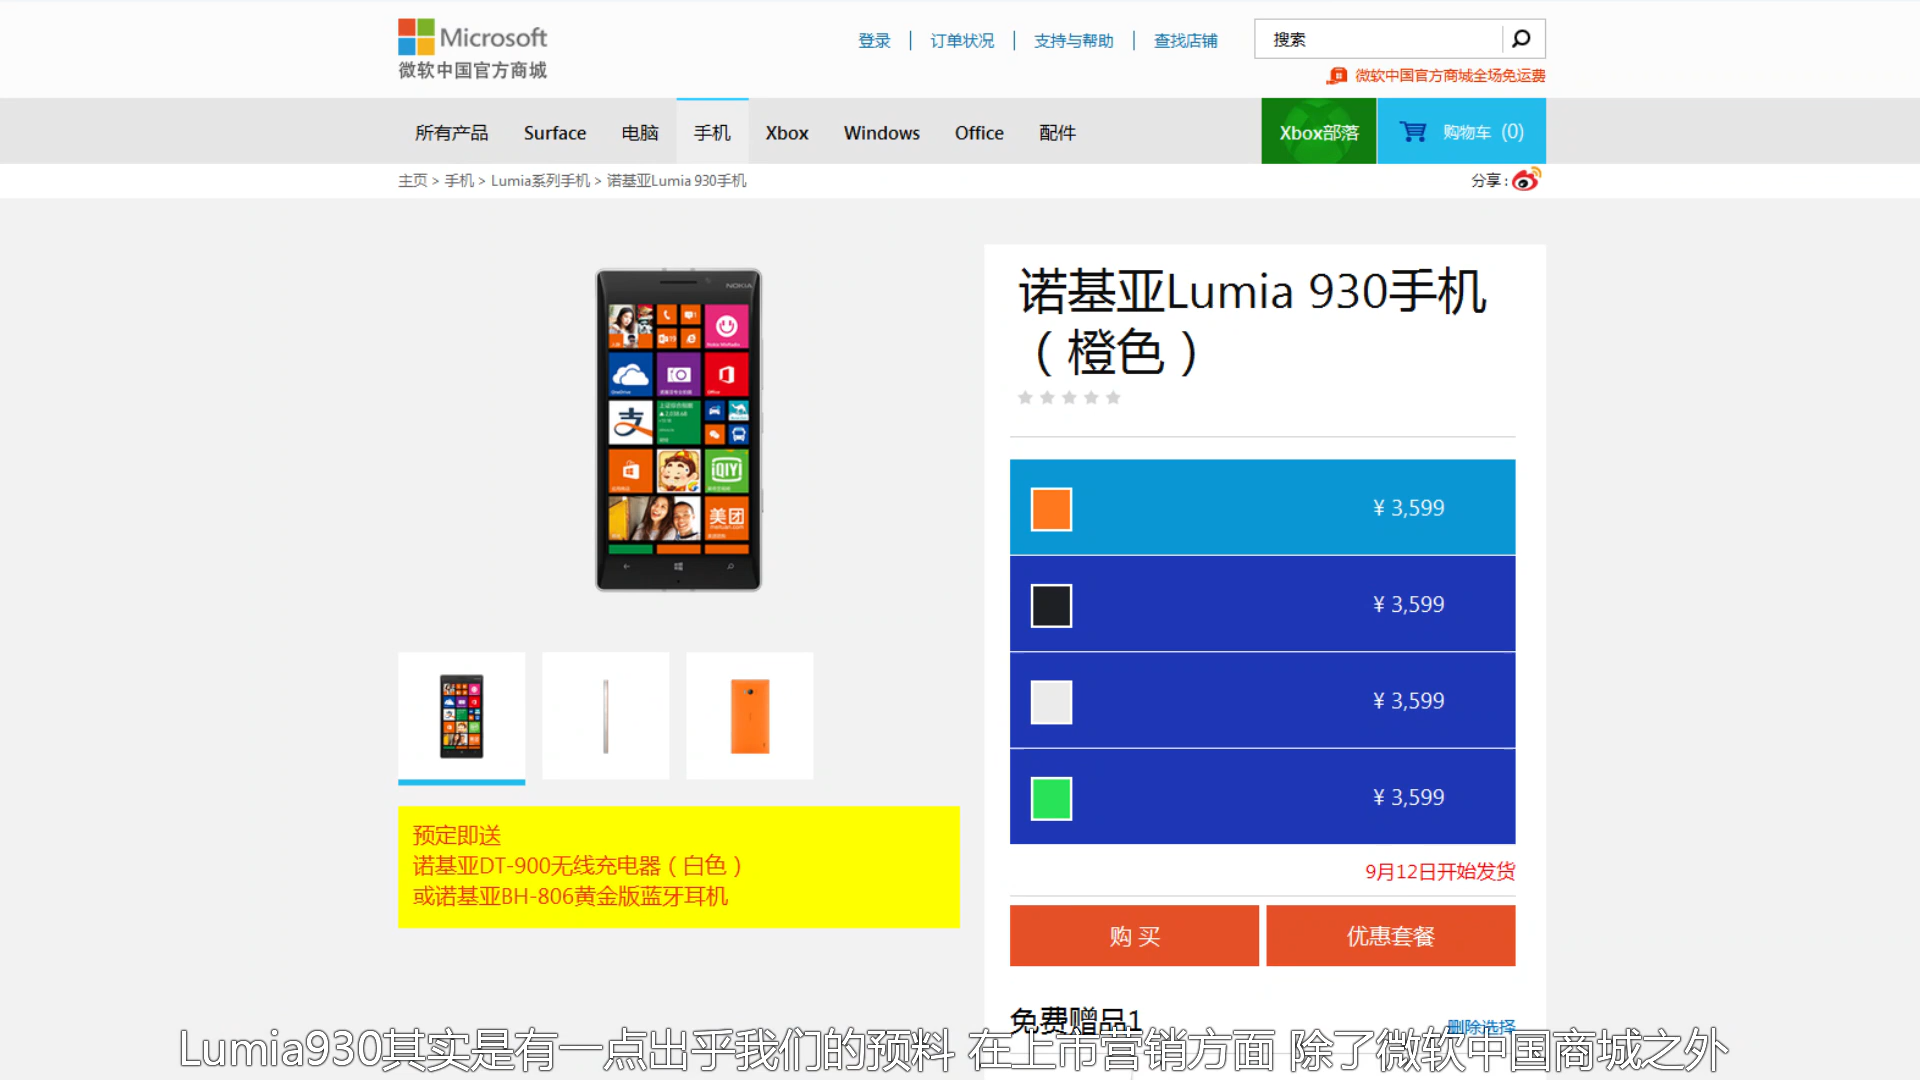 Microsoft
微软中国官方商城
登录
订单状况
支持与帮助
查找店铺
搜索
微软中国官方商城全场免运费
所有产品
Surface
电脑
手机
Xbox
Windows
Office
配件
Xbox部落
购物车 (0)
主页 > 手机 > Lumia系列手机 > 诺基亚Lumia 930手机
分享 :
NOKIA
iQIYI
美团
诺基亚Lumia 930手机
（橙色）
¥ 3,599
¥ 3,599
¥ 3,599
¥ 3,599
9月12日开始发货
购 买
优惠套餐
预定即送
诺基亚DT-900无线充电器（白色）
或诺基亚BH-806黄金版蓝牙耳机
免费赠品1
删除选择
Lumia930其实是有一点出乎我们的预料 在上市营销方面 除了微软中国商城之外